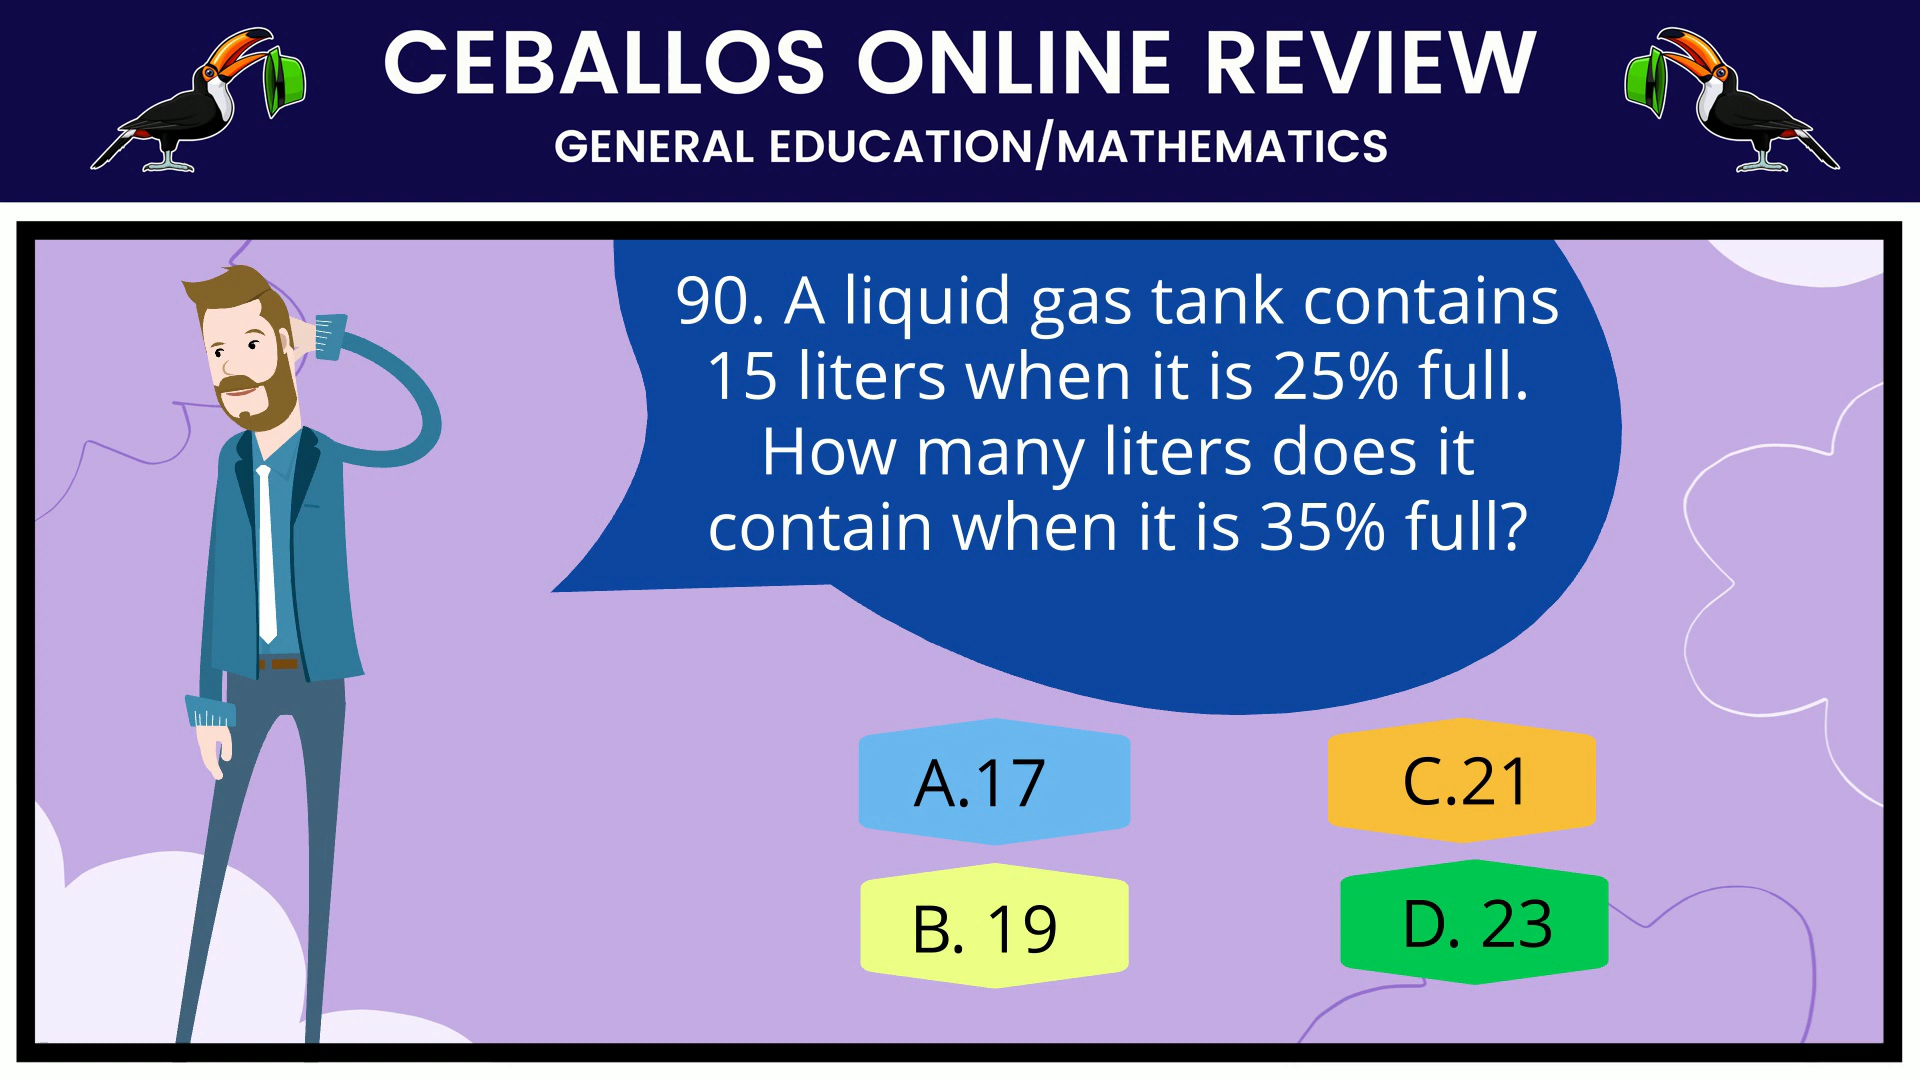 CEBALLOS ONLINE REVIEW
GENERAL EDUCATION/MATHEMATICS
90. A liquid gas tank contains
15 liters when it is 25% full.
How many liters does it
contain when it is 35% full?
A.17
C.21
B. 19
D. 23